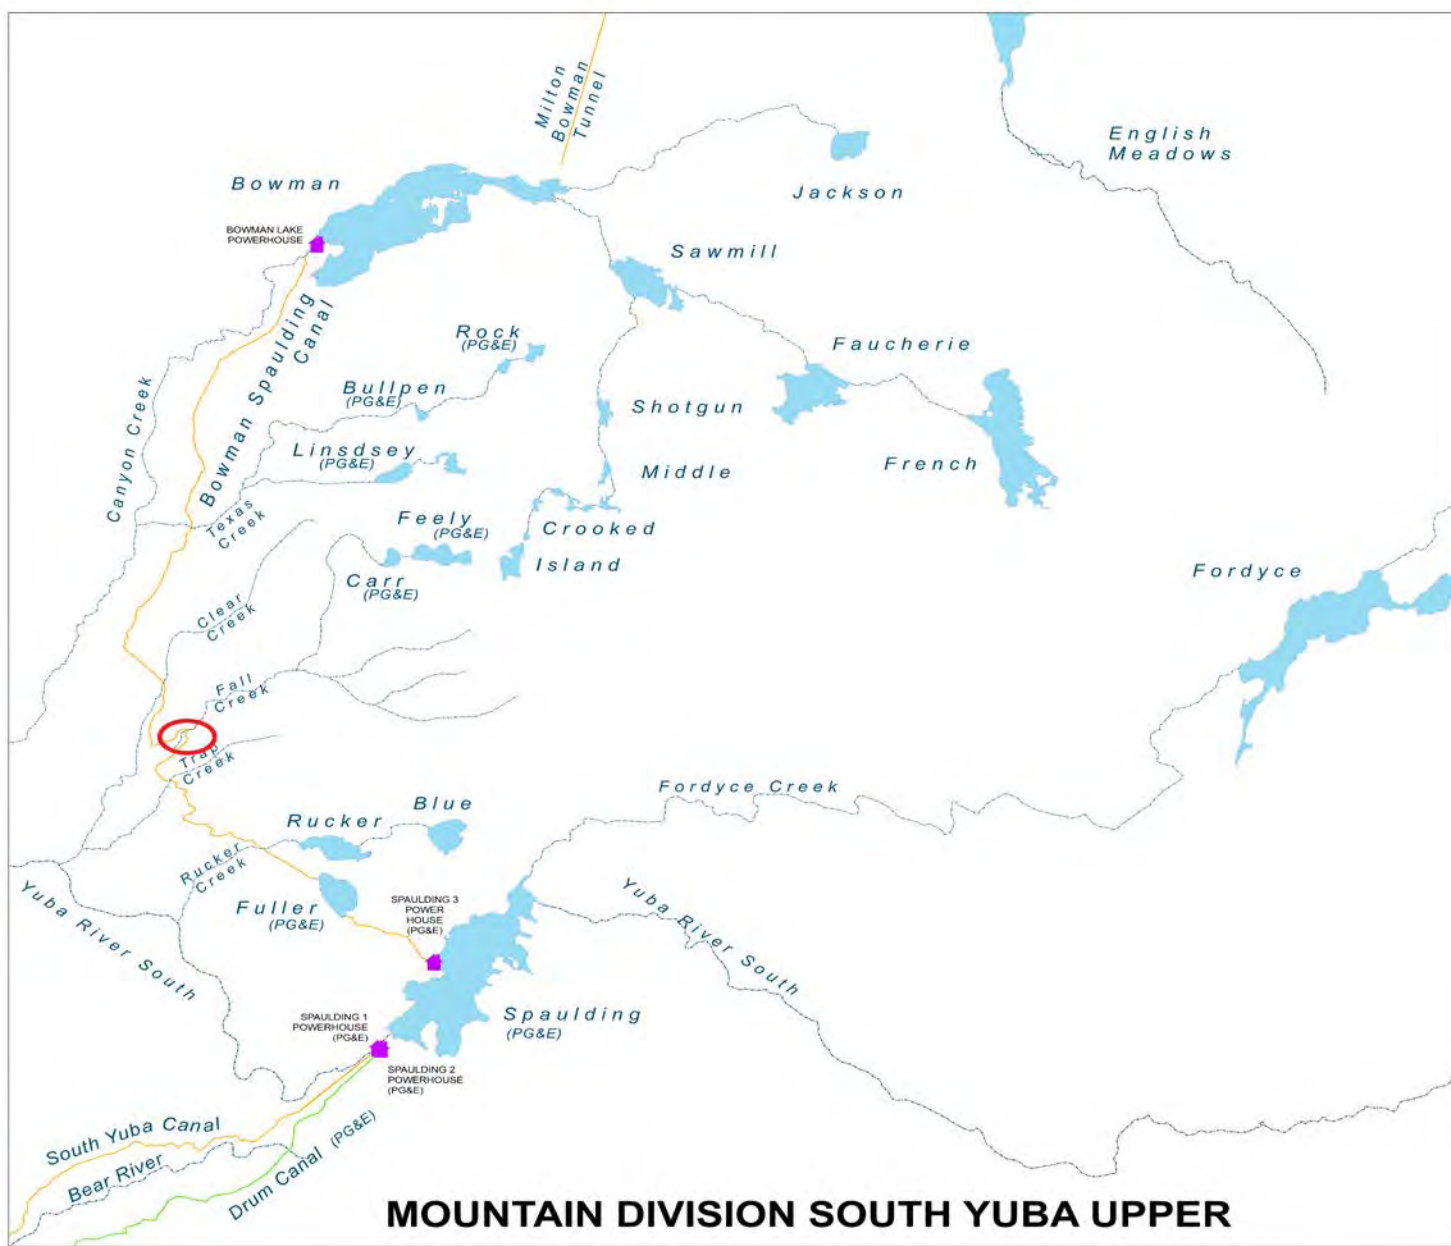 Milton
Bowman
Tunnel
English
Meadows
Bowman
Jackson
BOWMAN LAKE
POWERHOUSE
Sawmill
Bowman Spaulding
Canal
Rock
(PG&E)
Faucherie
Canyon Creek
Bullpen
(PG&E)
Shotgun
Linsdsey
(PG&E)
Middle
French
Texas
Creek
Feely
(PG&E)
Crooked
Island
Carr
(PG&E)
Fordyce
Clear
Creek
Fall
Creek
Trap
Creek
Fordyce Creek
Blue
Rucker
Rucker
Creek
Yuba River South
Fuller
(PG&E)
SPAULDING 3
POWER
HOUSE
(PG&E)
Yuba River South
SPAULDING 1
POWERHOUSE
(PG&E)
Spaulding
(PG&E)
SPAULDING 2
POWERHOUSE
(PG&E)
South Yuba Canal
Bear River
Drum Canal (PG&E)
MOUNTAIN DIVISION SOUTH YUBA UPPER